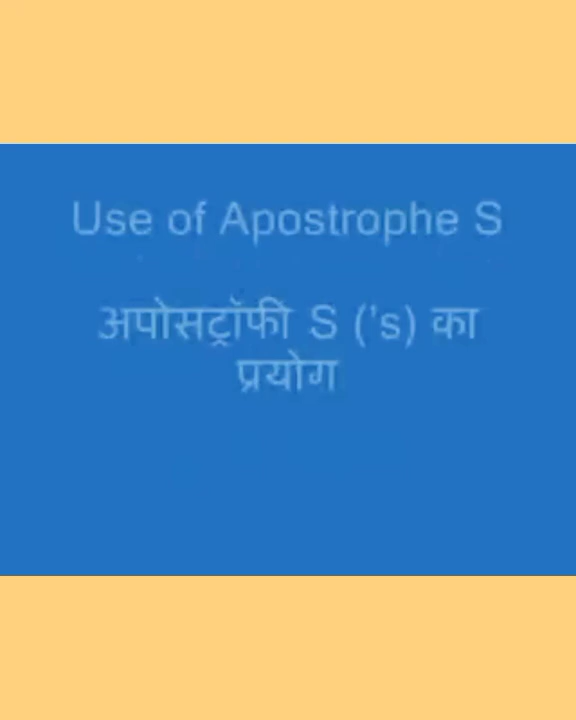 Use of Apostrophe S
अपोसट्रॉफी S ('s) का
प्रयोग